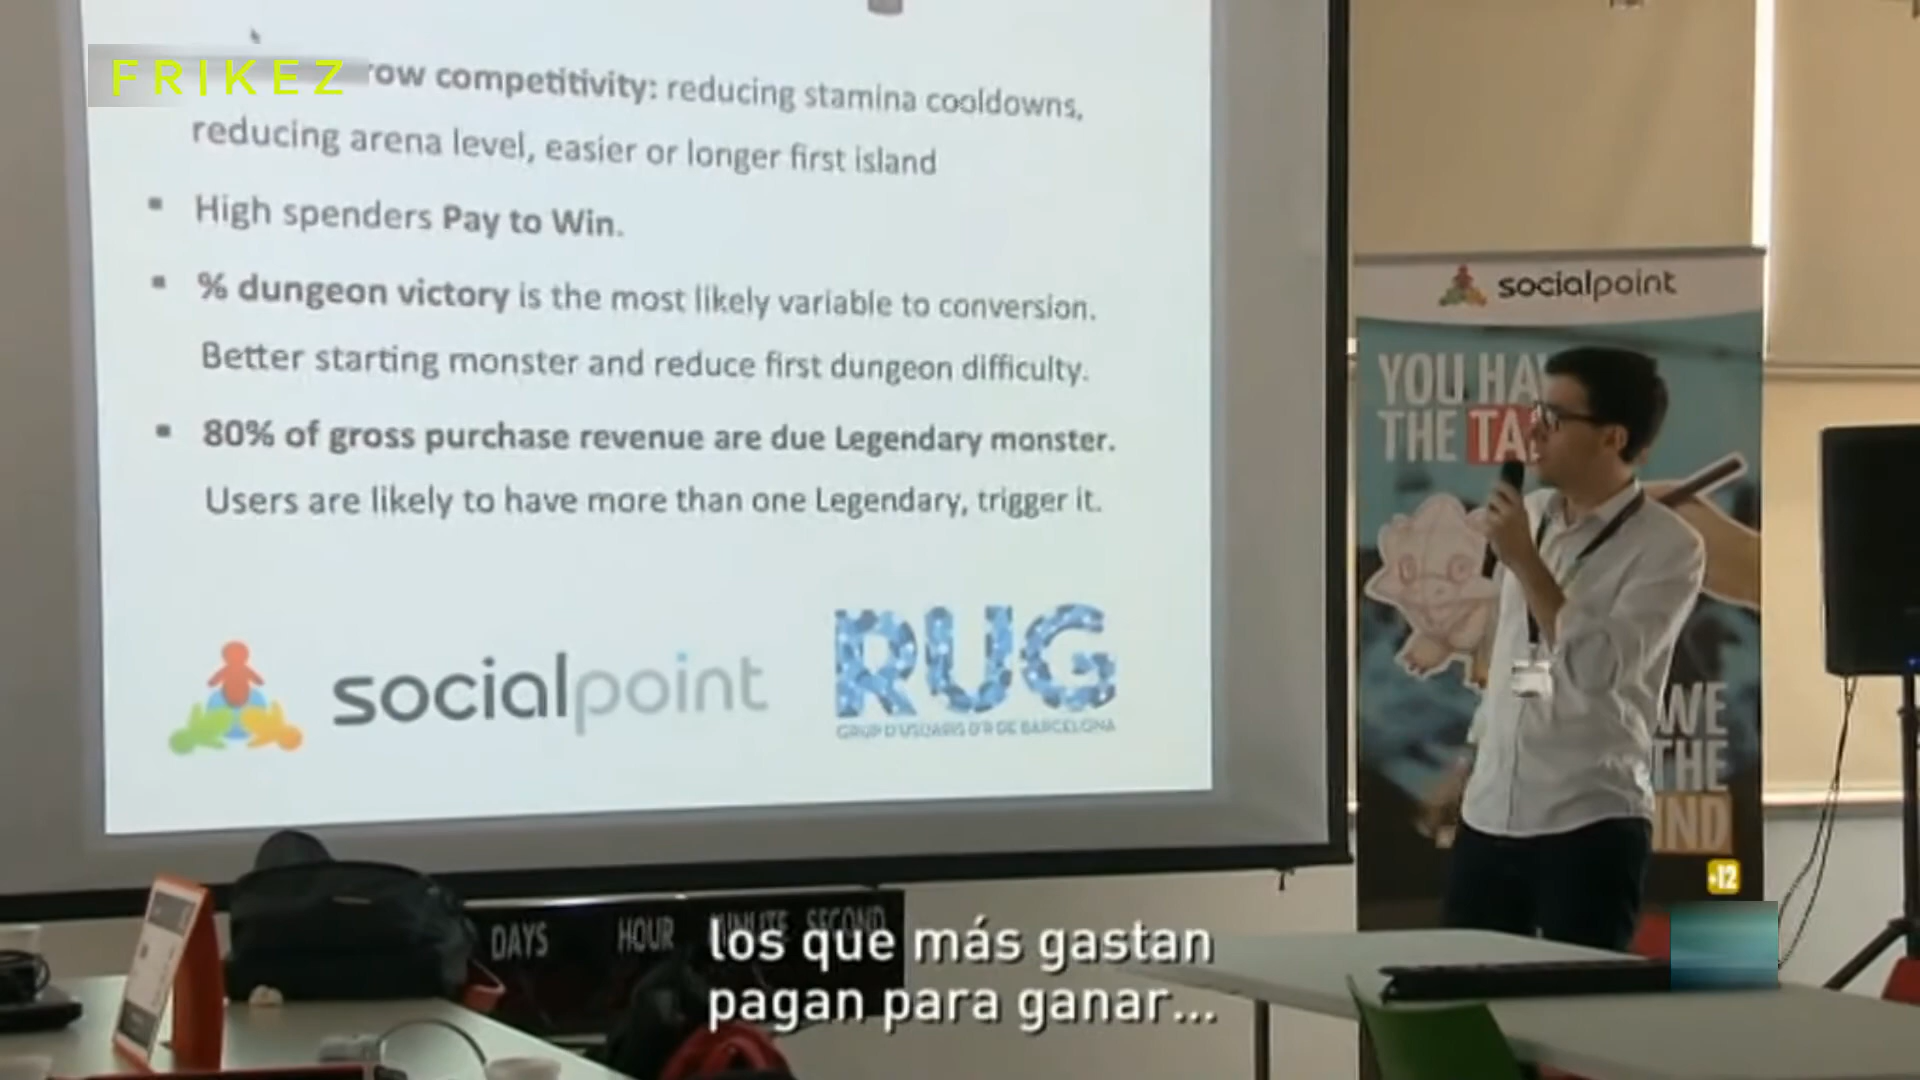 FRIKEZ
row competitivity: reducing stamina cooldowns,
reducing arena level, easier or longer first island
▪ High spenders Pay to Win.
▪ % dungeon victory is the most likely variable to conversion.
Better starting monster and reduce first dungeon difficulty.
▪ 80% of gross purchase revenue are due Legendary monster.
Users are likely to have more than one Legendary, trigger it.
socialpoint
RUG
GRUP D'USUARIS D'R DE BARCELONA
socialpoint
YOU HA
THE TA
WE
THE
IND
+12
DAYS HOUR MINUTE SECOND
los que más gastan
pagan para ganar...